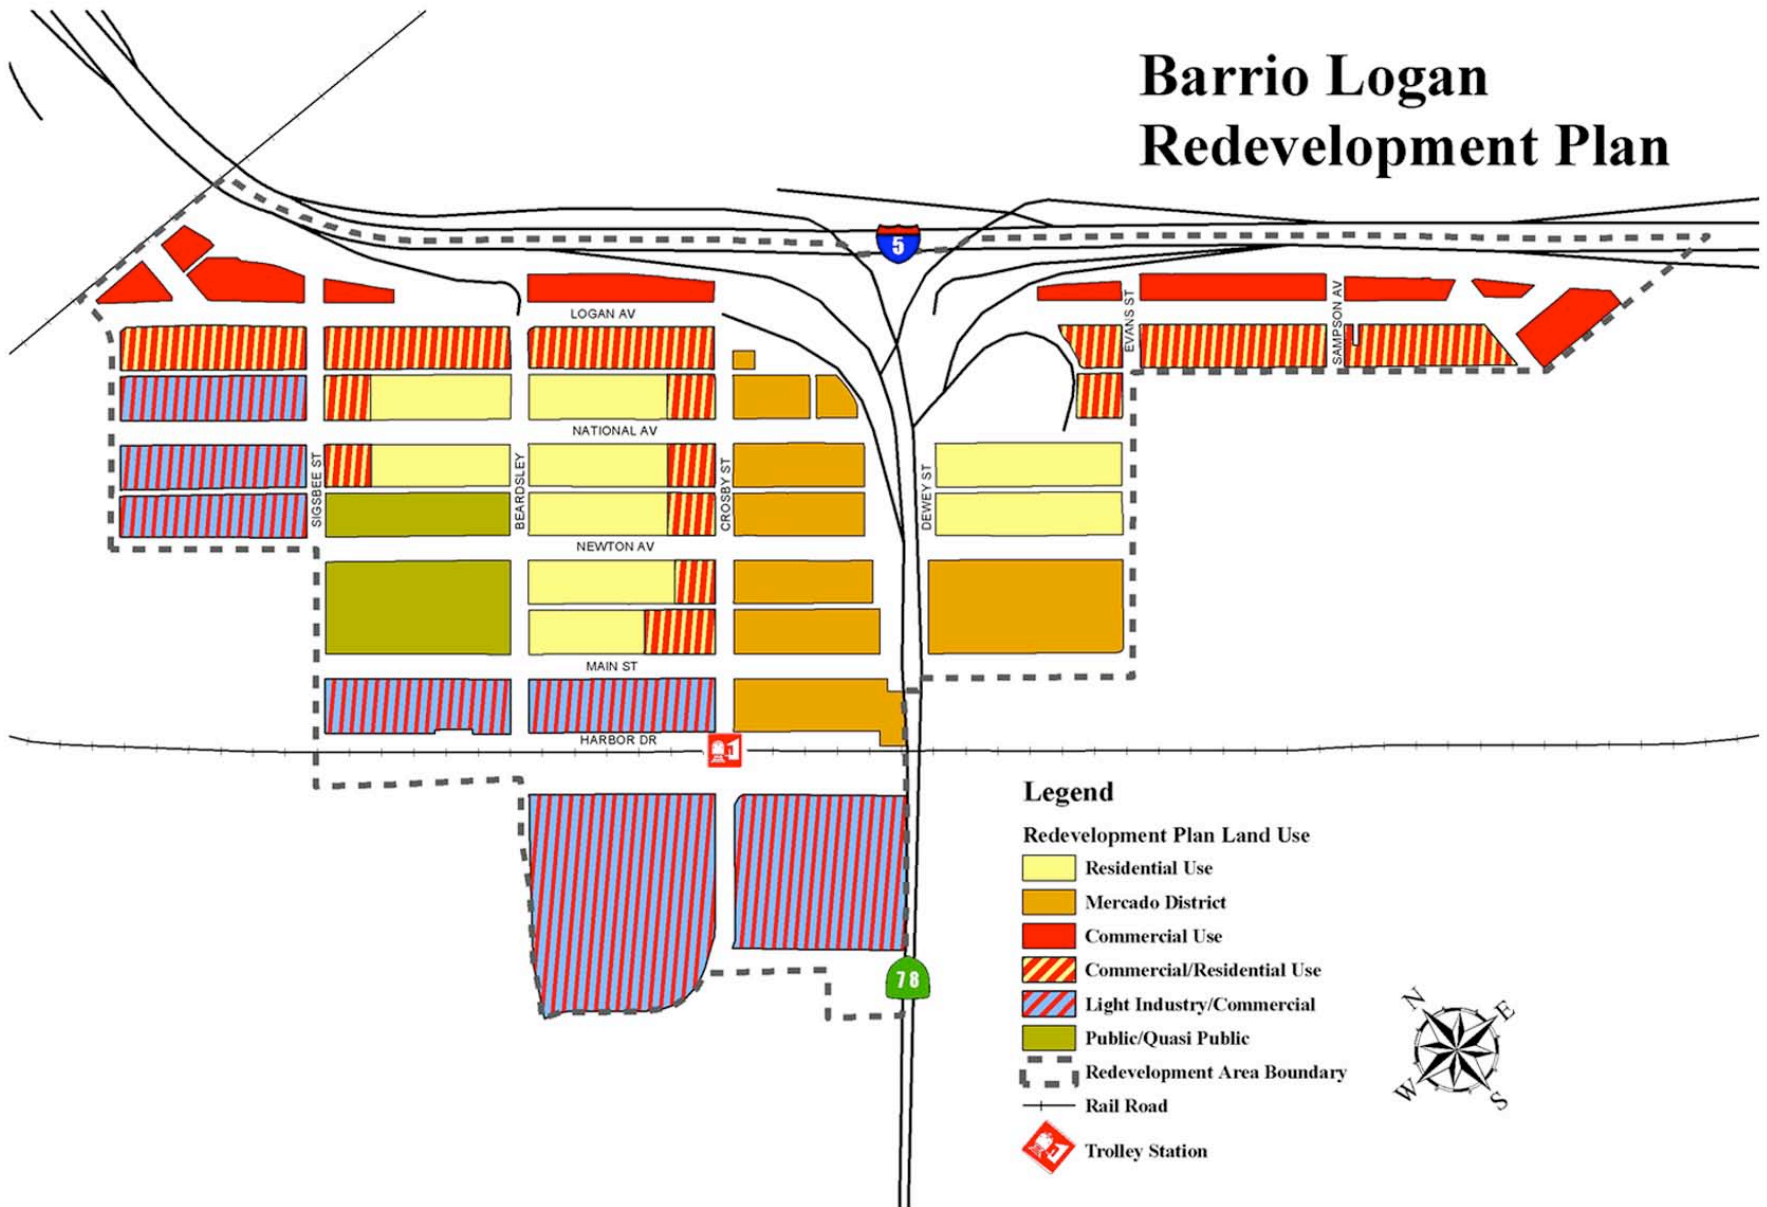 Barrio Logan
Redevelopment Plan
5
LOGAN AV
EVANS ST
SAMPSON AV
NATIONAL AV
SIGSBEE ST
BEARDSLEY
CROSBY ST
DEWEY ST
NEWTON AV
MAIN ST
HARBOR DR
78
Legend
Redevelopment Plan Land Use
Residential Use
Mercado District
Commercial Use
Commercial/Residential Use
Light Industry/Commercial
Public/Quasi Public
Redevelopment Area Boundary
Rail Road
Trolley Station
N
E
W
S